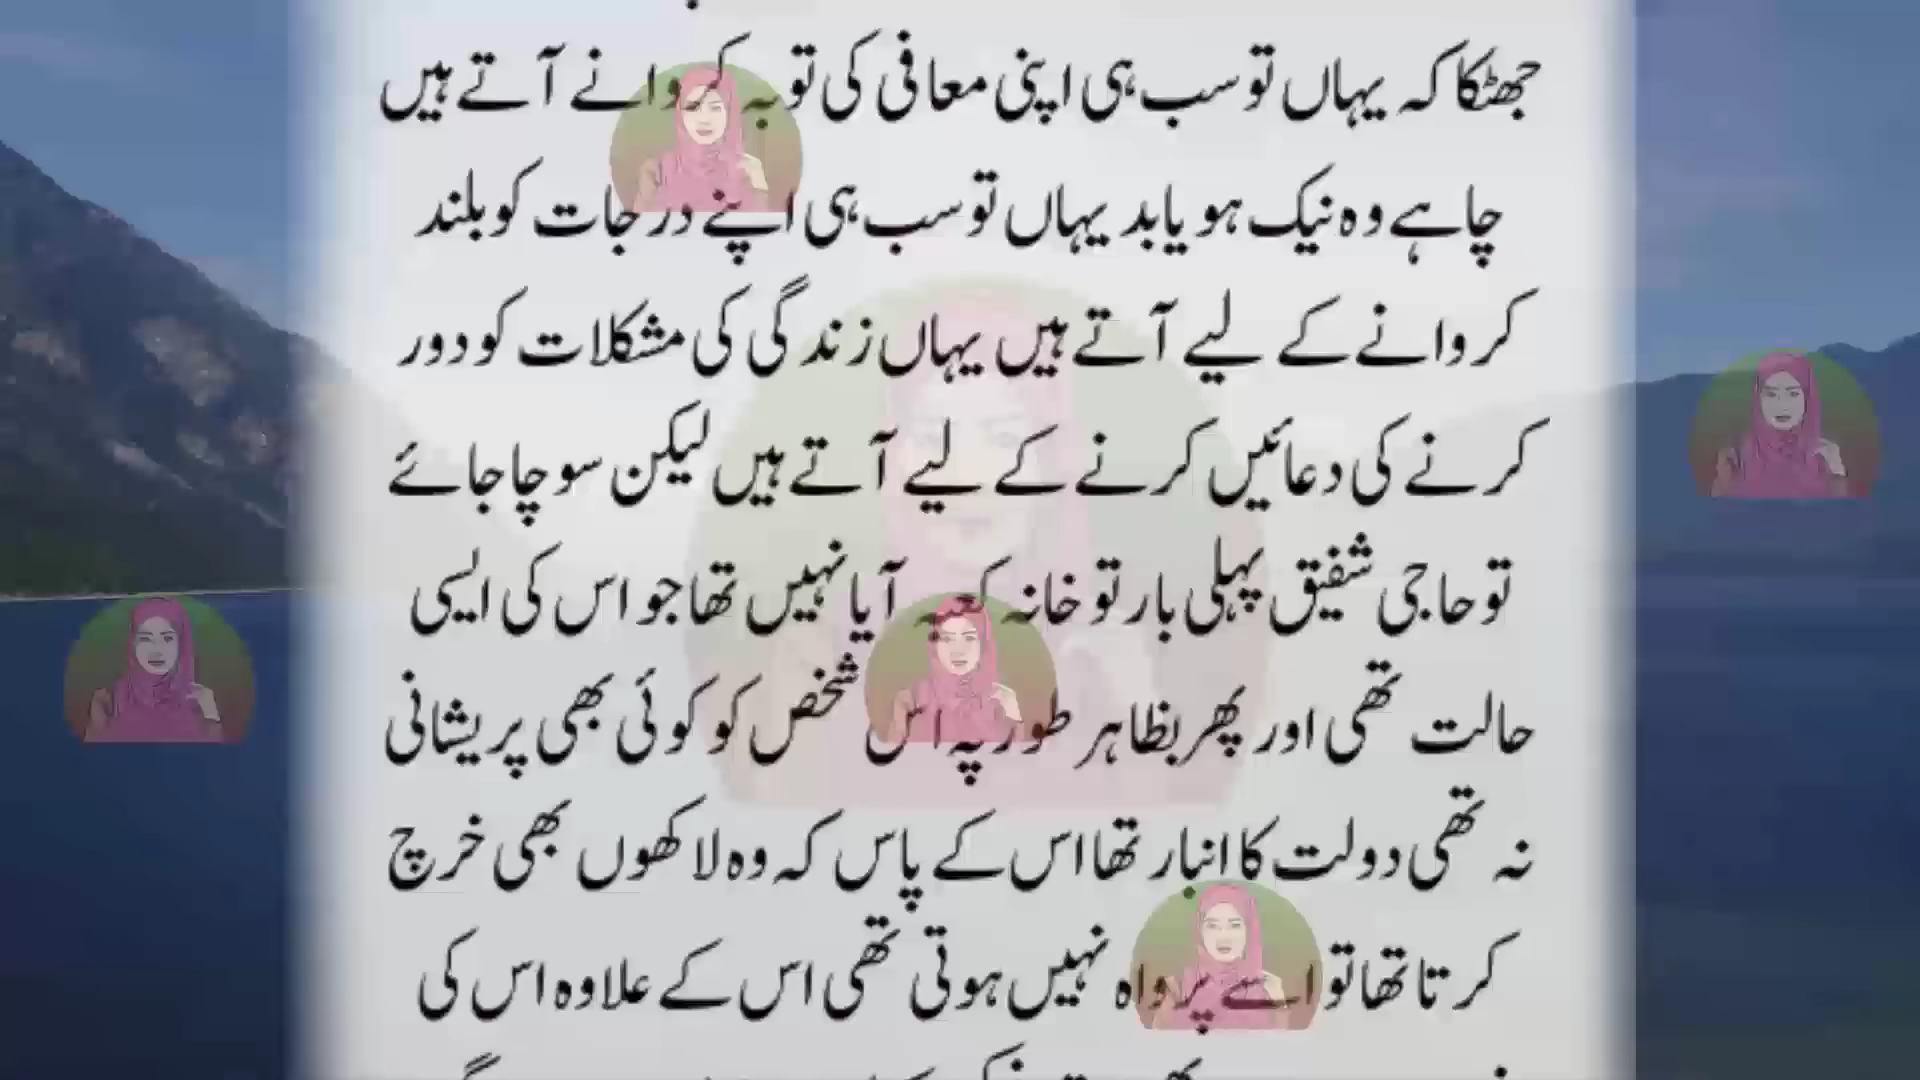 جھٹکا کہ یہاں تو سب ہی اپنی معافی کی توبہ کروانے آتے ہیں
چاہے وہ نیک ہو یا بد یہاں تو سب ہی اپنے درجات کو بلند
کروانے کے لیے آتے ہیں یہاں زندگی کی مشکلات کو دور
کرنے کی دعائیں کرنے کے لیے آتے ہیں لیکن سوچا جائے
تو حاجی شفیق پہلی بار تو خانہ کعبہ آیا نہیں تھا جو اس کی ایسی
حالت تھی اور پھر بظاہر طور پہ اس شخص کو کوئی بھی پریشانی
نہ تھی دولت کا انبار تھا اس کے پاس کہ وہ لاکھوں بھی خرچ
کرتا تھا تو اسے پرواہ نہیں ہوتی تھی اس کے علاوہ اس کی